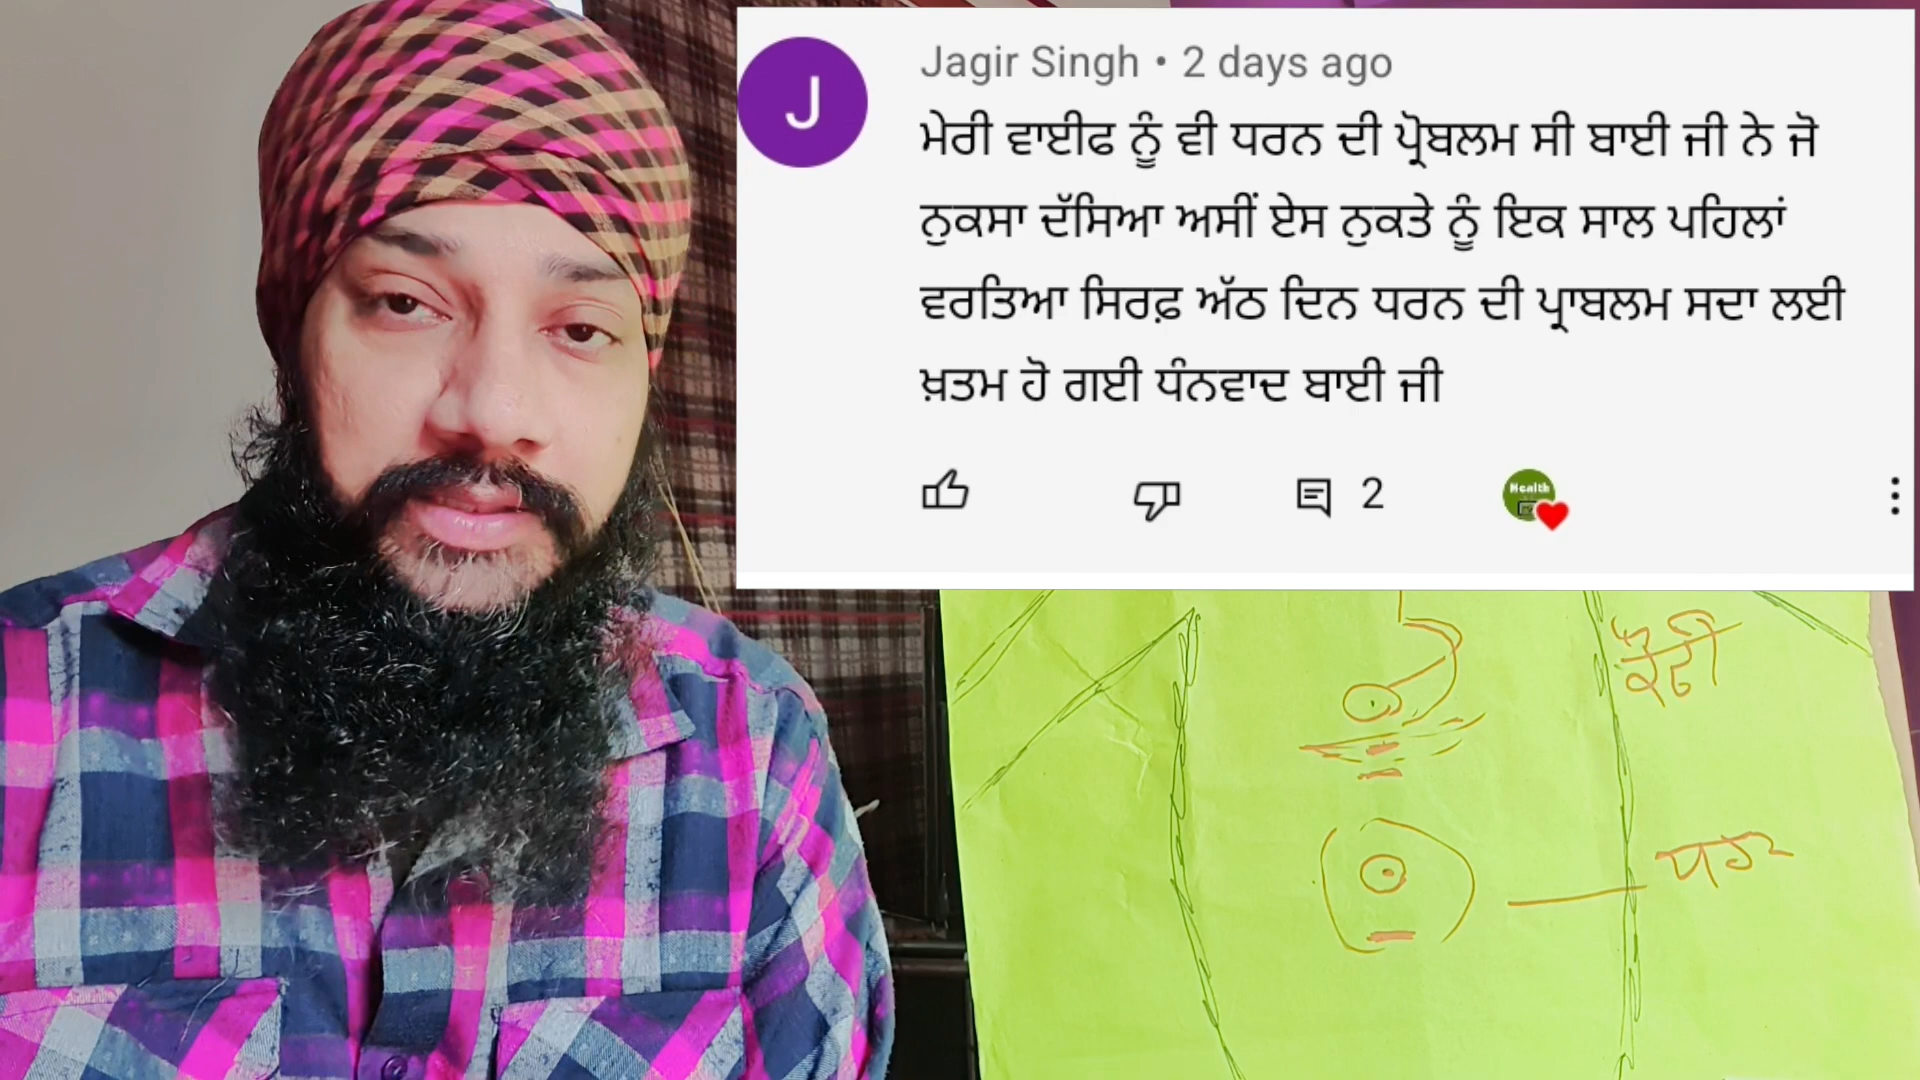 J
Jagir Singh • 2 days ago
ਮੇਰੀ ਵਾਈਫ ਨੂੰ ਵੀ ਧਰਨ ਦੀ ਪ੍ਰੋਬਲਮ ਸੀ ਬਾਈ ਜੀ ਨੇ ਜੋ
ਨੁਕਸਾ ਦੱਸਿਆ ਅਸੀਂ ਏਸ ਨੁਕਤੇ ਨੂੰ ਇਕ ਸਾਲ ਪਹਿਲਾਂ
ਵਰਤਿਆ ਸਿਰਫ਼ ਅੱਠ ਦਿਨ ਧਰਨ ਦੀ ਪ੍ਰਾਬਲਮ ਸਦਾ ਲਈ
ਖ਼ਤਮ ਹੋ ਗਈ ਧੰਨਵਾਦ ਬਾਈ ਜੀ
2
Health